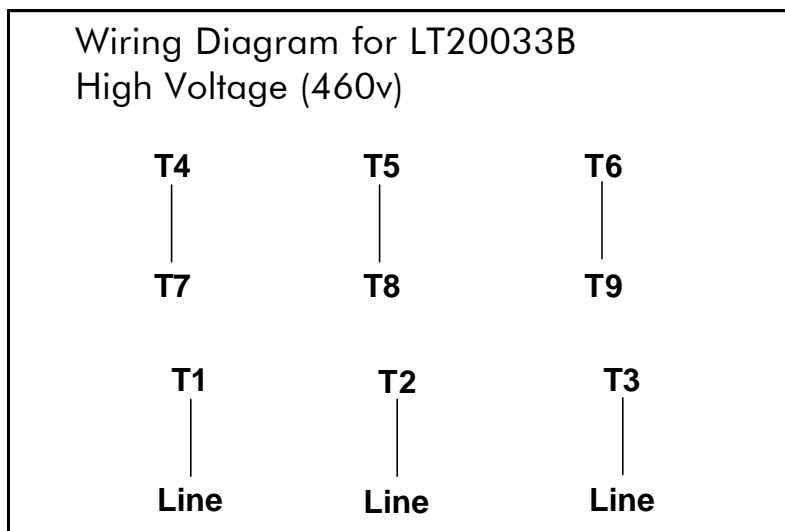 Wiring Diagram for LT20033B
High Voltage (460v)
T4 T5 T6
T7 T8 T9
T1 T2 T3
Line Line Line